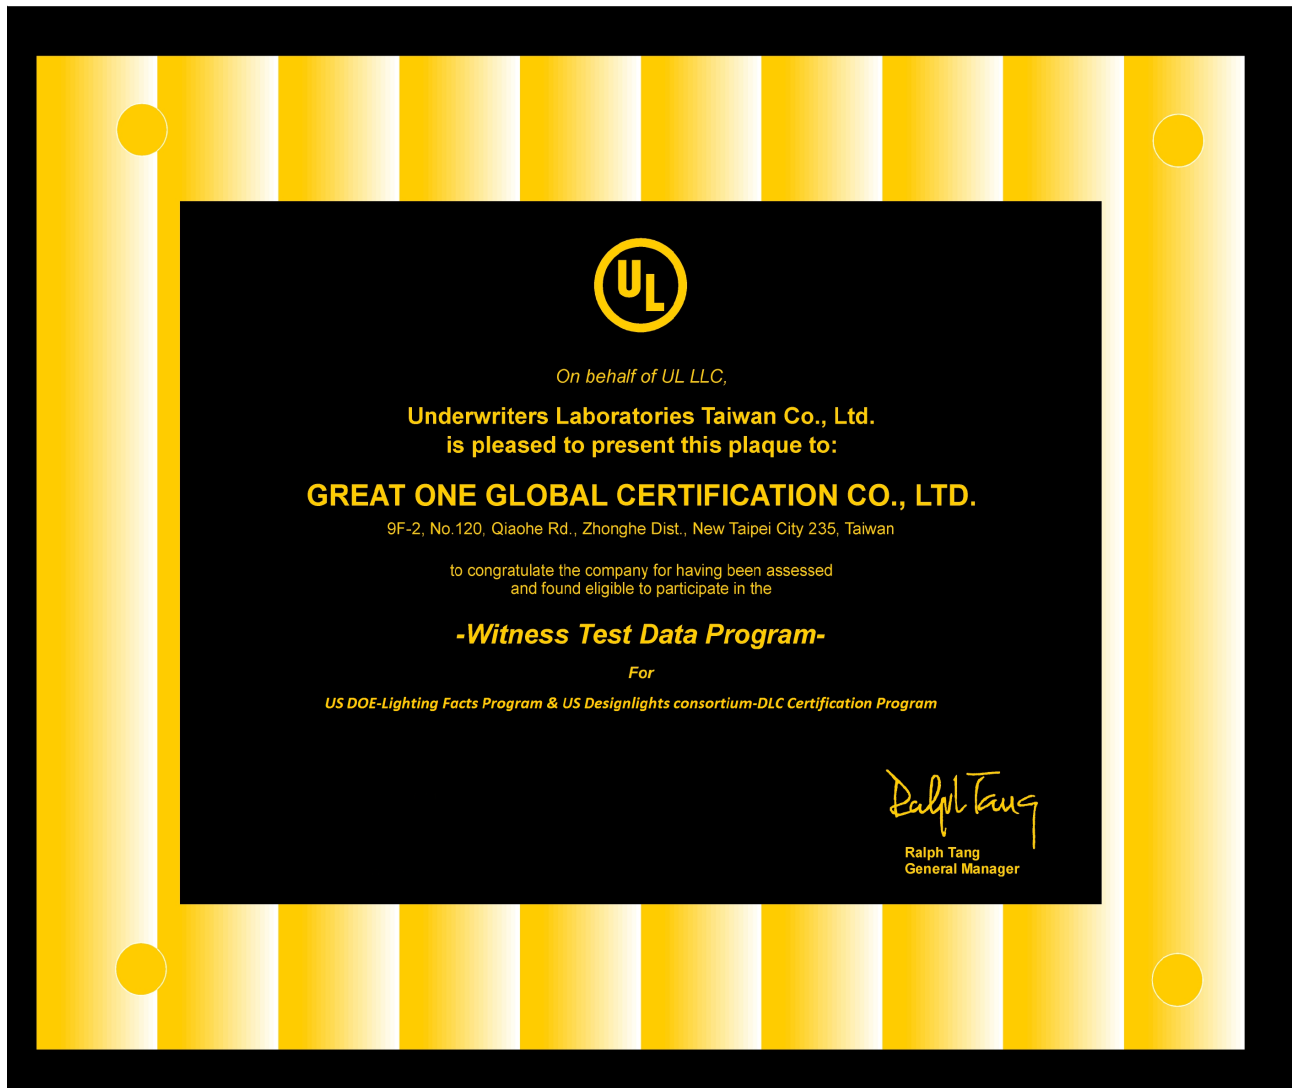 UL
On behalf of UL LLC,
Underwriters Laboratories Taiwan Co., Ltd.
is pleased to present this plaque to:
GREAT ONE GLOBAL CERTIFICATION CO., LTD.
9F-2, No.120, Qiaohe Rd., Zhonghe Dist., New Taipei City 235, Taiwan
to congratulate the company for having been assessed
and found eligible to participate in the
-Witness Test Data Program-
For
US DOE-Lighting Facts Program & US Designlights consortium-DLC Certification Program
Ralph Tang
Ralph Tang
General Manager